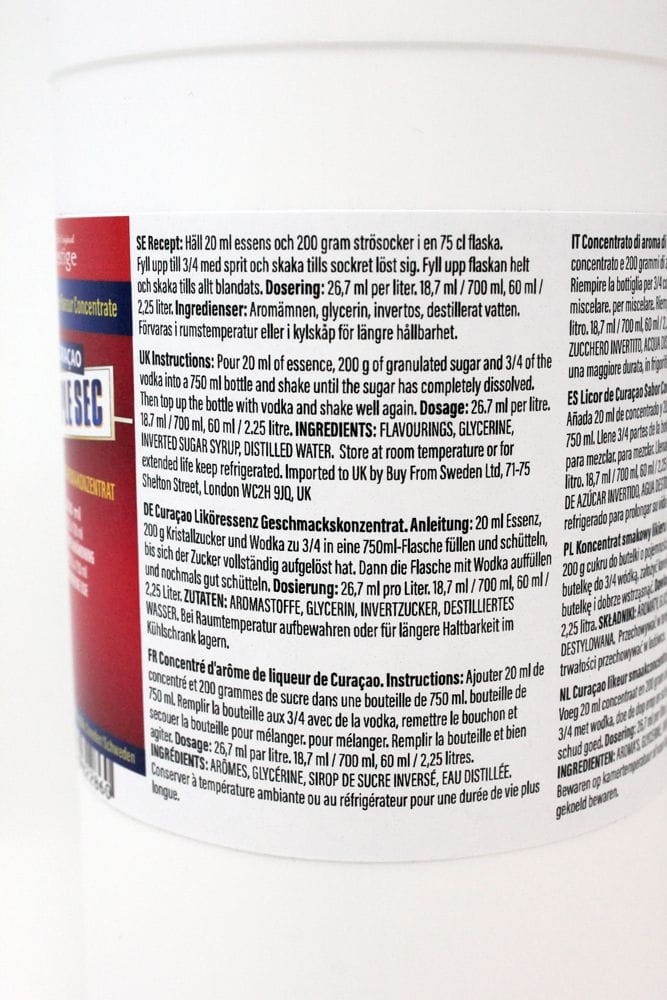 stige
Flavour Concentrate
AÇAO
LE SEC
KONZENTRAT
Schweden
SE Recept: Häll 20 ml essens och 200 gram strösocker i en 75 cl flaska.
Fyll upp till 3/4 med sprit och skaka tills sockret löst sig. Fyll upp flaskan helt
och skaka tills allt blandats. Dosering: 26,7 ml per liter. 18,7 ml / 700 ml, 60 ml /
2,25 liter. Ingredienser: Aromämnen, glycerin, invertos, destillerat vatten.
Förvaras i rumstemperatur eller i kylskåp för längre hållbarhet.
UK Instructions: Pour 20 ml of essence, 200 g of granulated sugar and 3/4 of the
vodka into a 750 ml bottle and shake until the sugar has completely dissolved.
Then top up the bottle with vodka and shake well again. Dosage: 26.7 ml per litre.
18.7 ml / 700 ml, 60 ml / 2.25 litre. INGREDIENTS: FLAVOURINGS, GLYCERINE,
INVERTED SUGAR SYRUP, DISTILLED WATER. Store at room temperature or for
extended life keep refrigerated. Imported to UK by Buy From Sweden Ltd, 71-75
Shelton Street, London WC2H 9JQ, UK
DE Curaçao Liköressenz Geschmackskonzentrat. Anleitung: 20 ml Essenz,
200 g Kristallzucker und Wodka zu 3/4 in eine 750ml-Flasche füllen und schütteln,
bis sich der Zucker vollständig aufgelöst hat. Dann die Flasche mit Wodka auffüllen
und nochmals gut schütteln. Dosierung: 26,7 ml pro Liter. 18,7 ml / 700 ml, 60 ml /
2,25 Liter. ZUTATEN: AROMASTOFFE, GLYCERIN, INVERTZUCKER, DESTILLIERTES
WASSER. Bei Raumtemperatur aufbewahren oder für längere Haltbarkeit im
Kühlschrank lagern.
FR Concentré d'arôme de liqueur de Curaçao. Instructions: Ajouter 20 ml de
concentré et 200 grammes de sucre dans une bouteille de 750 ml. bouteille de
750 ml. Remplir la bouteille aux 3/4 avec de la vodka, remettre le bouchon et
secouer la bouteille pour mélanger. pour mélanger. Remplir la bouteille et bien
agiter. Dosage: 26,7 ml par litre. 18,7 ml / 700 ml, 60 ml / 2,25 litres.
INGRÉDIENTS: ARÔMES, GLYCÉRINE, SIROP DE SUCRE INVERSÉ, EAU DISTILLÉE.
Conserver à température ambiante ou au réfrigérateur pour une durée de vie plus
longue.
IT Concentrato di aroma di
concentrato e 200 grammi di
Riempire la bottiglia per 3/4
miscelare. per miscelare.
litro. 18,7 ml / 700 ml, 60 ml /
ZUCCHERO INVERTITO, ACQUA
una maggiore durata, in
ES Licor de Curaçao
Añada 20 ml de concentrado y
750 ml. Llene 3/4 partes de la
para mezclar. para mezclar.
litro. 18,7 ml / 700 ml, 60 ml /
DE AZÚCAR INVERTIDO, AGUA
refrigerado para prolongar
PL Koncentrat smakowy
200 g cukru do butelki o
butelkę do 3/4 wódką,
butelkę i dobrze wstrząsnąć.
2,25 litra. SKŁADNIKI:
DESTYLOWANA. Przechowywać
trwałości przechowywać w
NL Curaçao likeur
Voeg 20 ml concentraat en 200
3/4 met wodka, doe de dop
schud goed. Dosering: 26,7
INGREDIENTEN: AROMA'S,
Bewaren op kamertemperatuur
gekoeld bewaren.